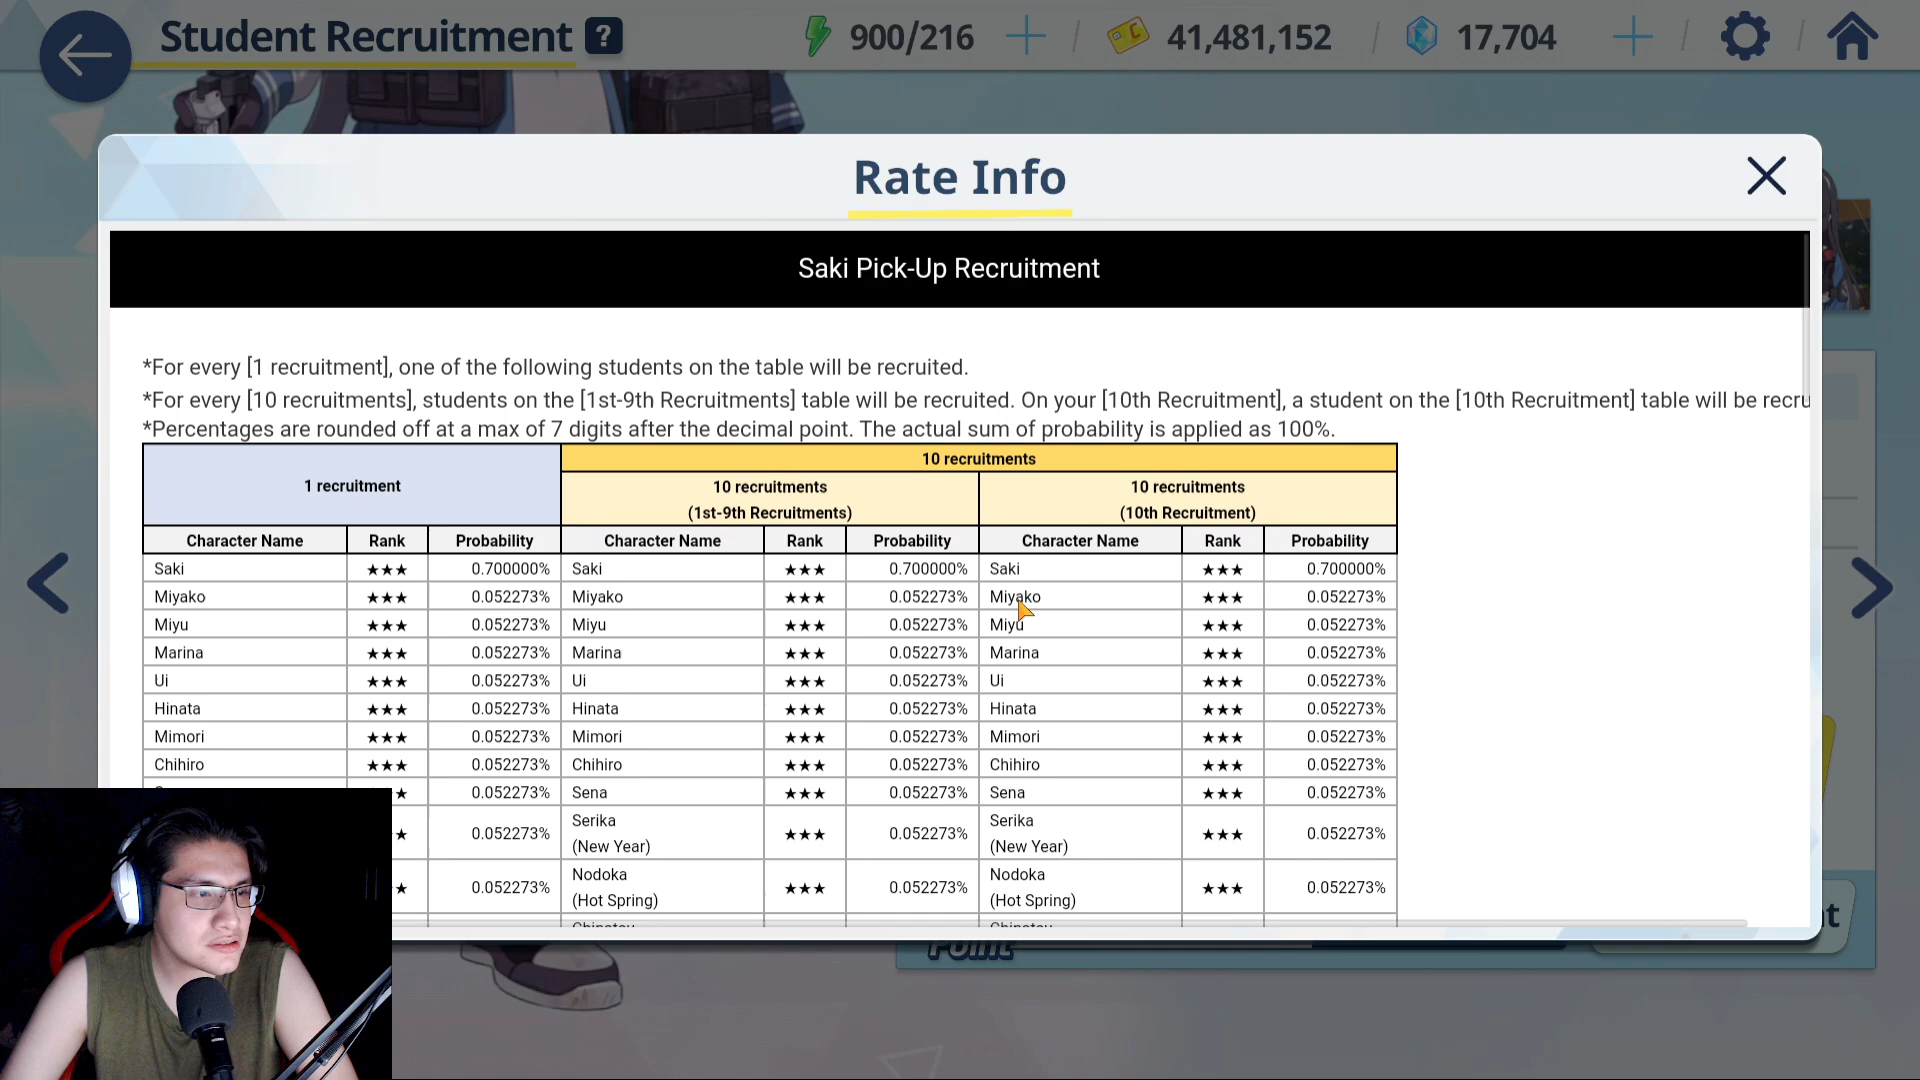 Student Recruitment ? 900/216 41,481,152 17,704
Rate Info
Saki Pick-Up Recruitment
*For every [1 recruitment], one of the following students on the table will be recruited.
*For every [10 recruitments], students on the [1st-9th Recruitments] table will be recruited. On your [10th Recruitment], a student on the [10th Recruitment] table will be recru
*Percentages are rounded off at a max of 7 digits after the decimal point. The actual sum of probability is applied as 100%.
10 recruitments
1 recruitment
10 recruitments
(1st-9th Recruitments)
10 recruitments
(10th Recruitment)
Character Name Rank Probability Character Name Rank Probability Character Name Rank Probability
Saki ★★★ 0.700000% Saki ★★★ 0.700000% Saki ★★★ 0.700000%
Miyako ★★★ 0.052273% Miyako ★★★ 0.052273% Miyako ★★★ 0.052273%
Miyu ★★★ 0.052273% Miyu ★★★ 0.052273% Miyu ★★★ 0.052273%
Marina ★★★ 0.052273% Marina ★★★ 0.052273% Marina ★★★ 0.052273%
Ui ★★★ 0.052273% Ui ★★★ 0.052273% Ui ★★★ 0.052273%
Hinata ★★★ 0.052273% Hinata ★★★ 0.052273% Hinata ★★★ 0.052273%
Mimori ★★★ 0.052273% Mimori ★★★ 0.052273% Mimori ★★★ 0.052273%
Chihiro ★★★ 0.052273% Chihiro ★★★ 0.052273% Chihiro ★★★ 0.052273%
★ 0.052273% Sena ★★★ 0.052273% Sena ★★★ 0.052273%
★ 0.052273% Serika
(New Year) ★★★ 0.052273% Serika
(New Year) ★★★ 0.052273%
★ 0.052273% Nodoka
(Hot Spring) ★★★ 0.052273% Nodoka
(Hot Spring) ★★★ 0.052273%
Point